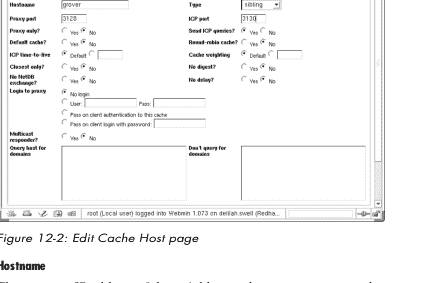 Hostname grover Type sibling
Proxy port 3128 ICP port 3130
Proxy only? Yes No Send ICP queries? Yes No
Default cache? Yes No Round-robin cache? Yes No
ICP time-to-live Default Cache weighting Default
Closest only? Yes No No digest? Yes No
No NetDB exchange? Yes No No delay? Yes No
Login to proxy No login
User: Pass:
Pass on client authentication to this cache
Pass on client login with password:
Multicast responder? Yes No
Query host for domains Don't query for domains
root (Local user) logged into Webmin 1.073 on delilah.swell (Redha...
Figure 12-2: Edit Cache Host page
Hostname